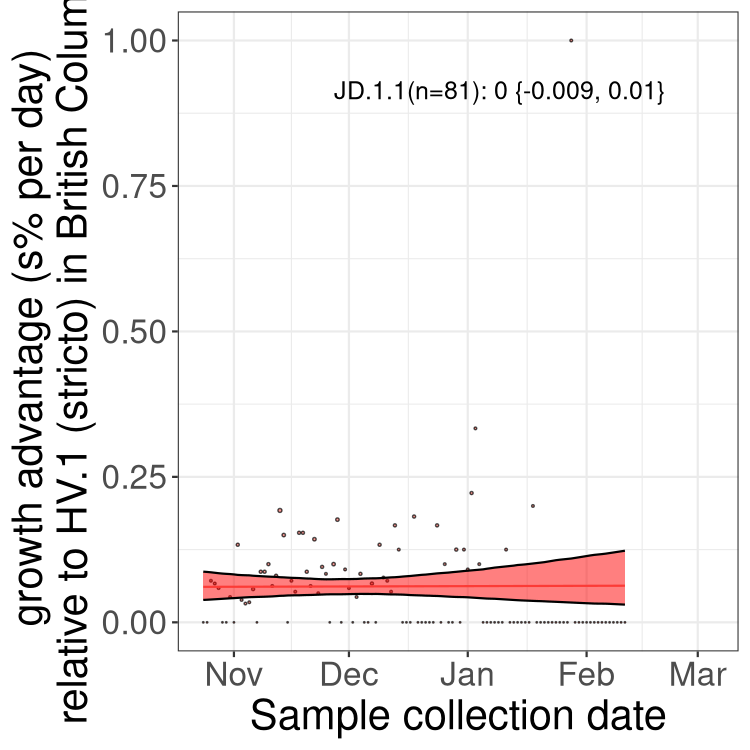 growth advantage (s% per day)
relative to HV.1 (stricto) in British Colum
1.00
0.75
0.50
0.25
0.00
JD.1.1(n=81): 0 {-0.009, 0.01}
Nov Dec Jan Feb Mar
Sample collection date